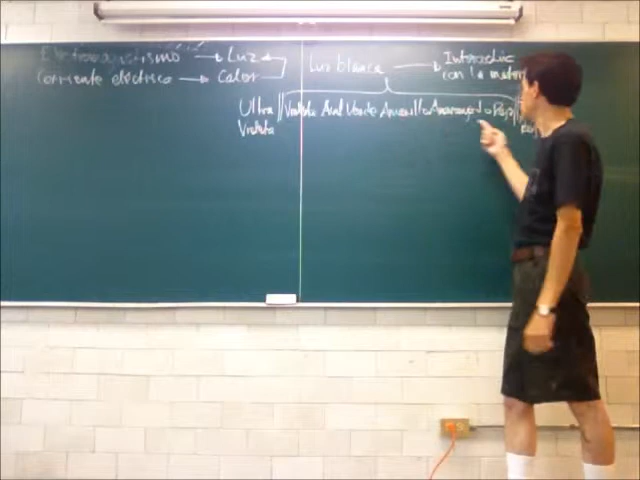 Electromagnetismo → Luz
Corriente eléctrica → Calor
Luz blanca → Interacción
con la materia
Ultra || Violeta Azul Verde Amarillo Anaranjado Rojo ||
Violeta